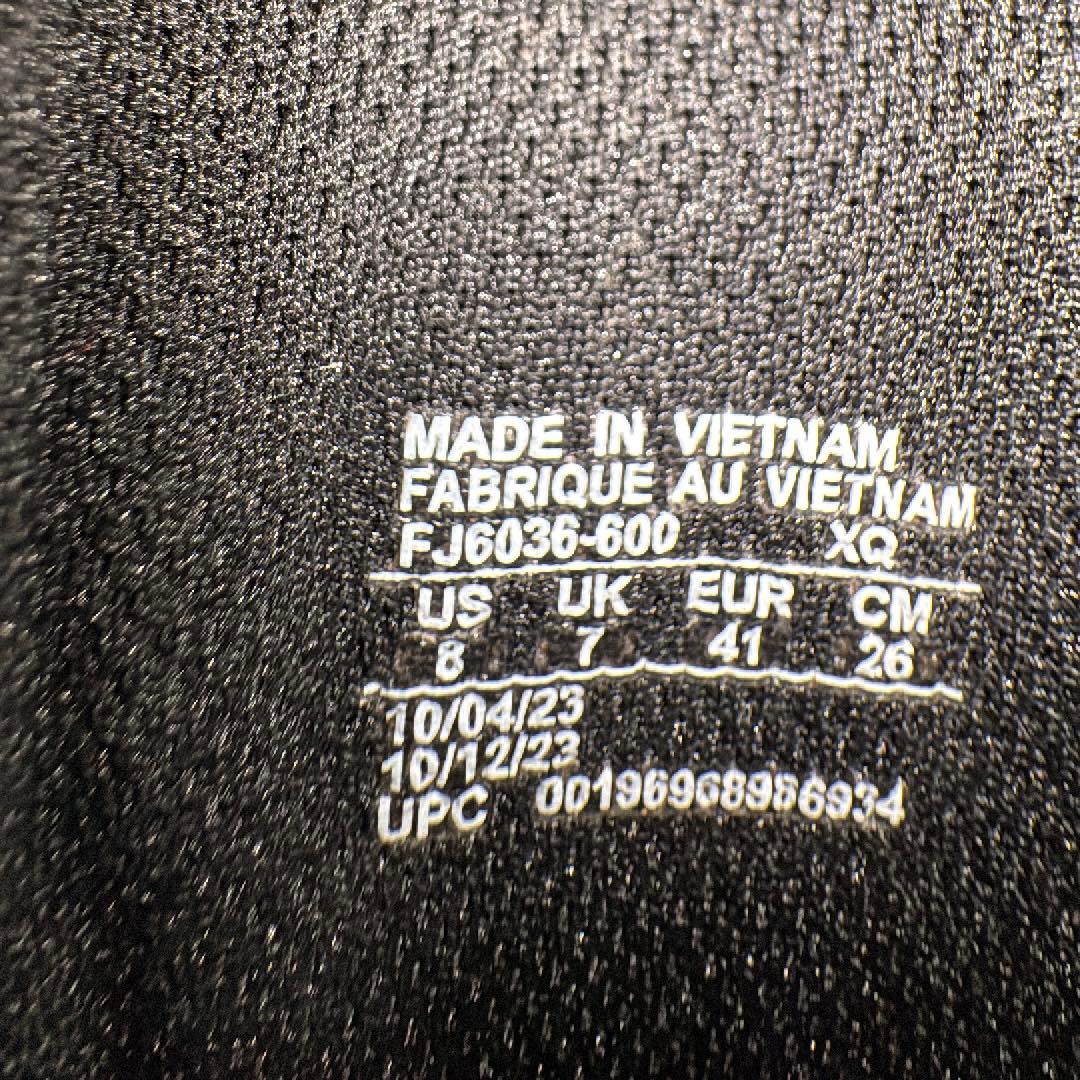 MADE IN VIETNAM
FABRIQUE AU VIETNAM
FJ6036-600 XQ
US UK EUR CM
8 7 41 26
10/04/23
10/12/23
UPC 00196968986934